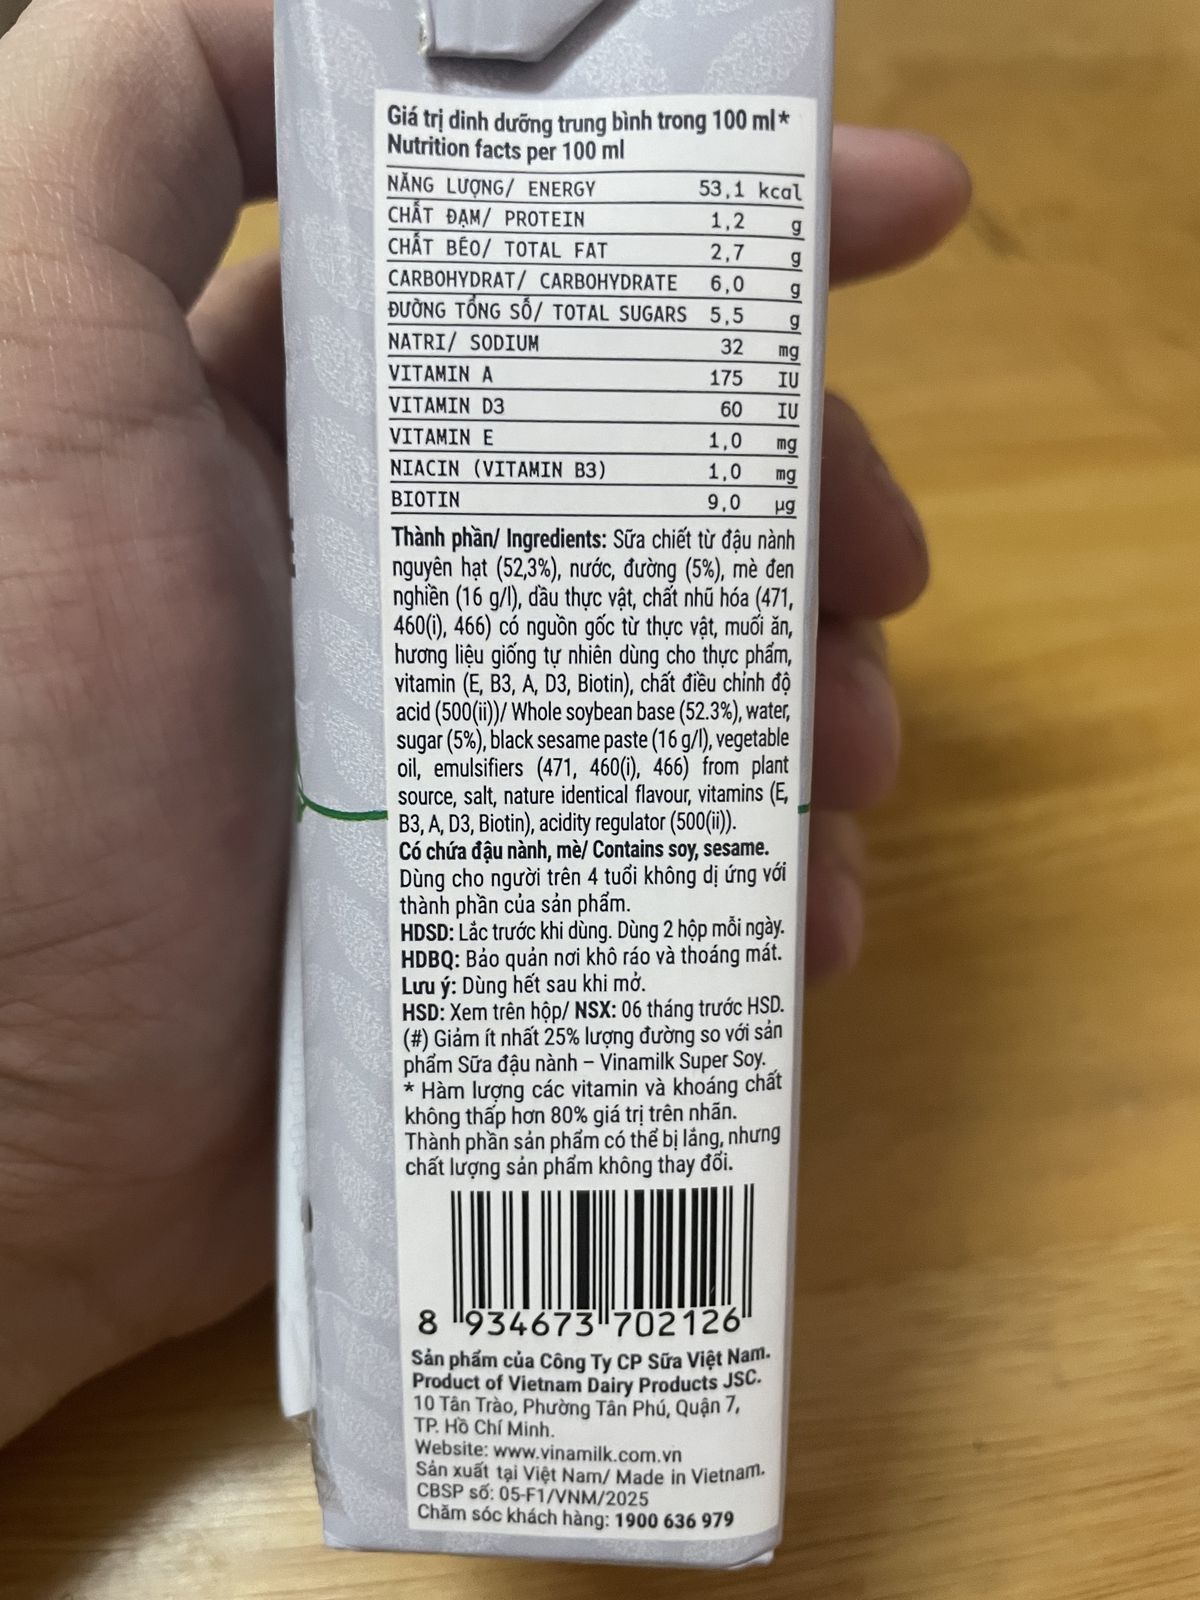 Giá trị dinh dưỡng trung bình trong 100 ml*
Nutrition facts per 100 ml
NĂNG LƯỢNG/ ENERGY 53,1 kcal
CHẤT ĐẠM/ PROTEIN 1,2 g
CHẤT BÉO/ TOTAL FAT 2,7 g
CARBOHYDRAT/ CARBOHYDRATE 6,0 g
ĐƯỜNG TỔNG SỐ/ TOTAL SUGARS 5,5 g
NATRI/ SODIUM 32 mg
VITAMIN A 175 IU
VITAMIN D3 60 IU
VITAMIN E 1,0 mg
NIACIN (VITAMIN B3) 1,0 mg
BIOTIN 9,0 µg
Thành phần/ Ingredients: Sữa chiết từ đậu nành
nguyên hạt (52,3%), nước, đường (5%), mè đen
nghiền (16 g/l), dầu thực vật, chất nhũ hóa (471,
460(i), 466) có nguồn gốc từ thực vật, muối ăn,
hương liệu giống tự nhiên dùng cho thực phẩm,
vitamin (E, B3, A, D3, Biotin), chất điều chỉnh độ
acid (500(ii))/ Whole soybean base (52.3%), water,
sugar (5%), black sesame paste (16 g/l), vegetable
oil, emulsifiers (471, 460(i), 466) from plant
source, salt, nature identical flavour, vitamins (E,
B3, A, D3, Biotin), acidity regulator (500(ii)).
Có chứa đậu nành, mè/ Contains soy, sesame.
Dùng cho người trên 4 tuổi không dị ứng với
thành phần của sản phẩm.
HDSD: Lắc trước khi dùng. Dùng 2 hộp mỗi ngày.
HDBQ: Bảo quản nơi khô ráo và thoáng mát.
Lưu ý: Dùng hết sau khi mở.
HSD: Xem trên hộp/ NSX: 06 tháng trước HSD.
(#) Giảm ít nhất 25% lượng đường so với sản
phẩm Sữa đậu nành – Vinamilk Super Soy.
* Hàm lượng các vitamin và khoáng chất
không thấp hơn 80% giá trị trên nhãn.
Thành phần sản phẩm có thể bị lắng, nhưng
chất lượng sản phẩm không thay đổi.
8 934673 702126
Sản phẩm của Công Ty CP Sữa Việt Nam.
Product of Vietnam Dairy Products JSC.
10 Tân Trào, Phường Tân Phú, Quận 7,
TP. Hồ Chí Minh.
Website: www.vinamilk.com.vn
Sản xuất tại Việt Nam/ Made in Vietnam.
CBSP số: 05-F1/VNM/2025
Chăm sóc khách hàng: 1900 636 979